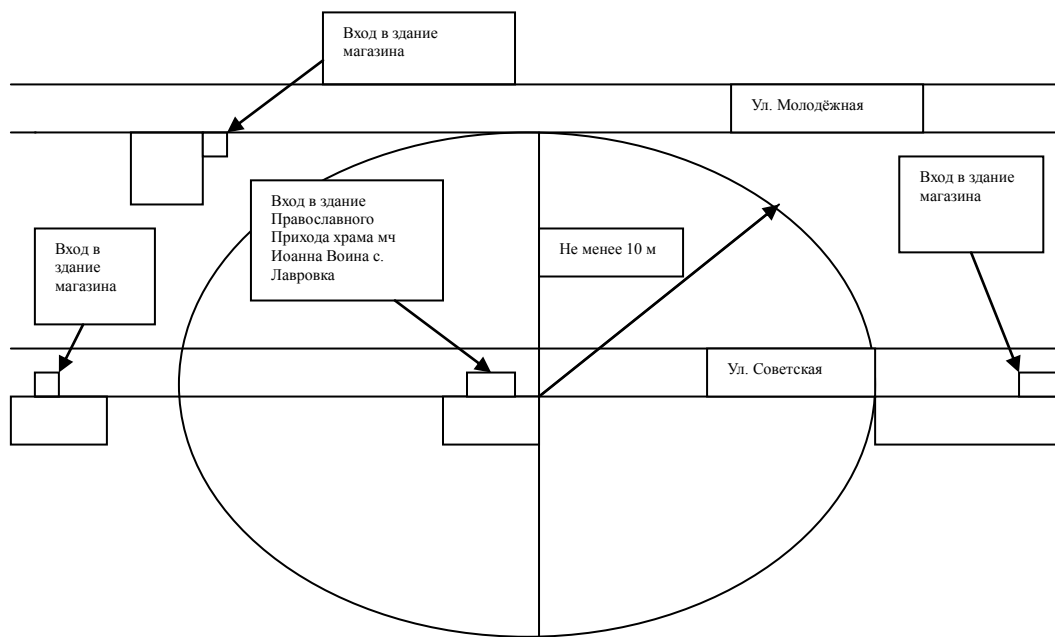 Вход в здание
магазина
Ул. Молодёжная
Вход в здание
Православного
Прихода храма мч
Иоанна Воина с.
Лавровка
Вход в здание
магазина
Вход в
здание
магазина
Не менее 10 м
Ул. Советская